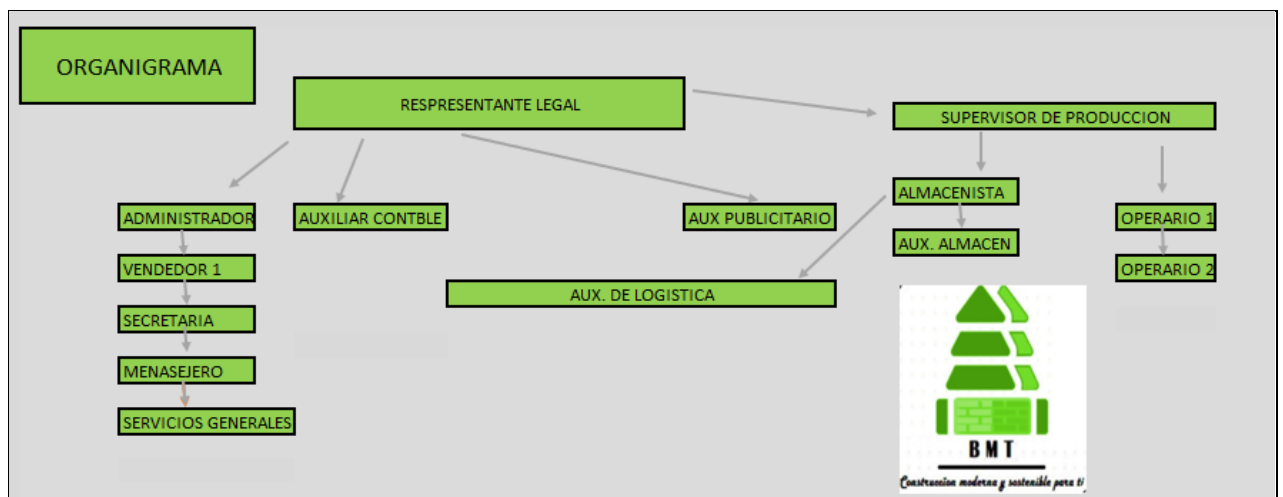 ORGANIGRAMA
RESPRESENTANTE LEGAL
SUPERVISOR DE PRODUCCION
ADMINISTRADOR
AUXILIAR CONTBLE
AUX PUBLICITARIO
ALMACENISTA
OPERARIO 1
AUX. ALMACEN
VENDEDOR 1
OPERARIO 2
AUX. DE LOGISTICA
SECRETARIA
MENASEJERO
SERVICIOS GENERALES
BMT
Construccion moderna y sostenible para ti